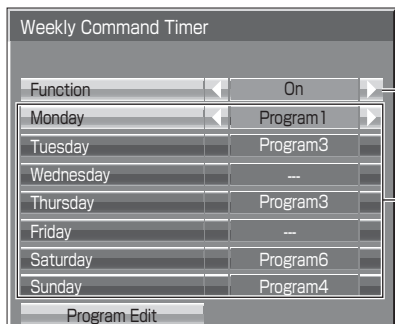 Weekly Command Timer
Function On
Monday Program1
Tuesday Program3
Wednesday ---
Thursday Program3
Friday ---
Saturday Program6
Sunday Program4
Program Edit